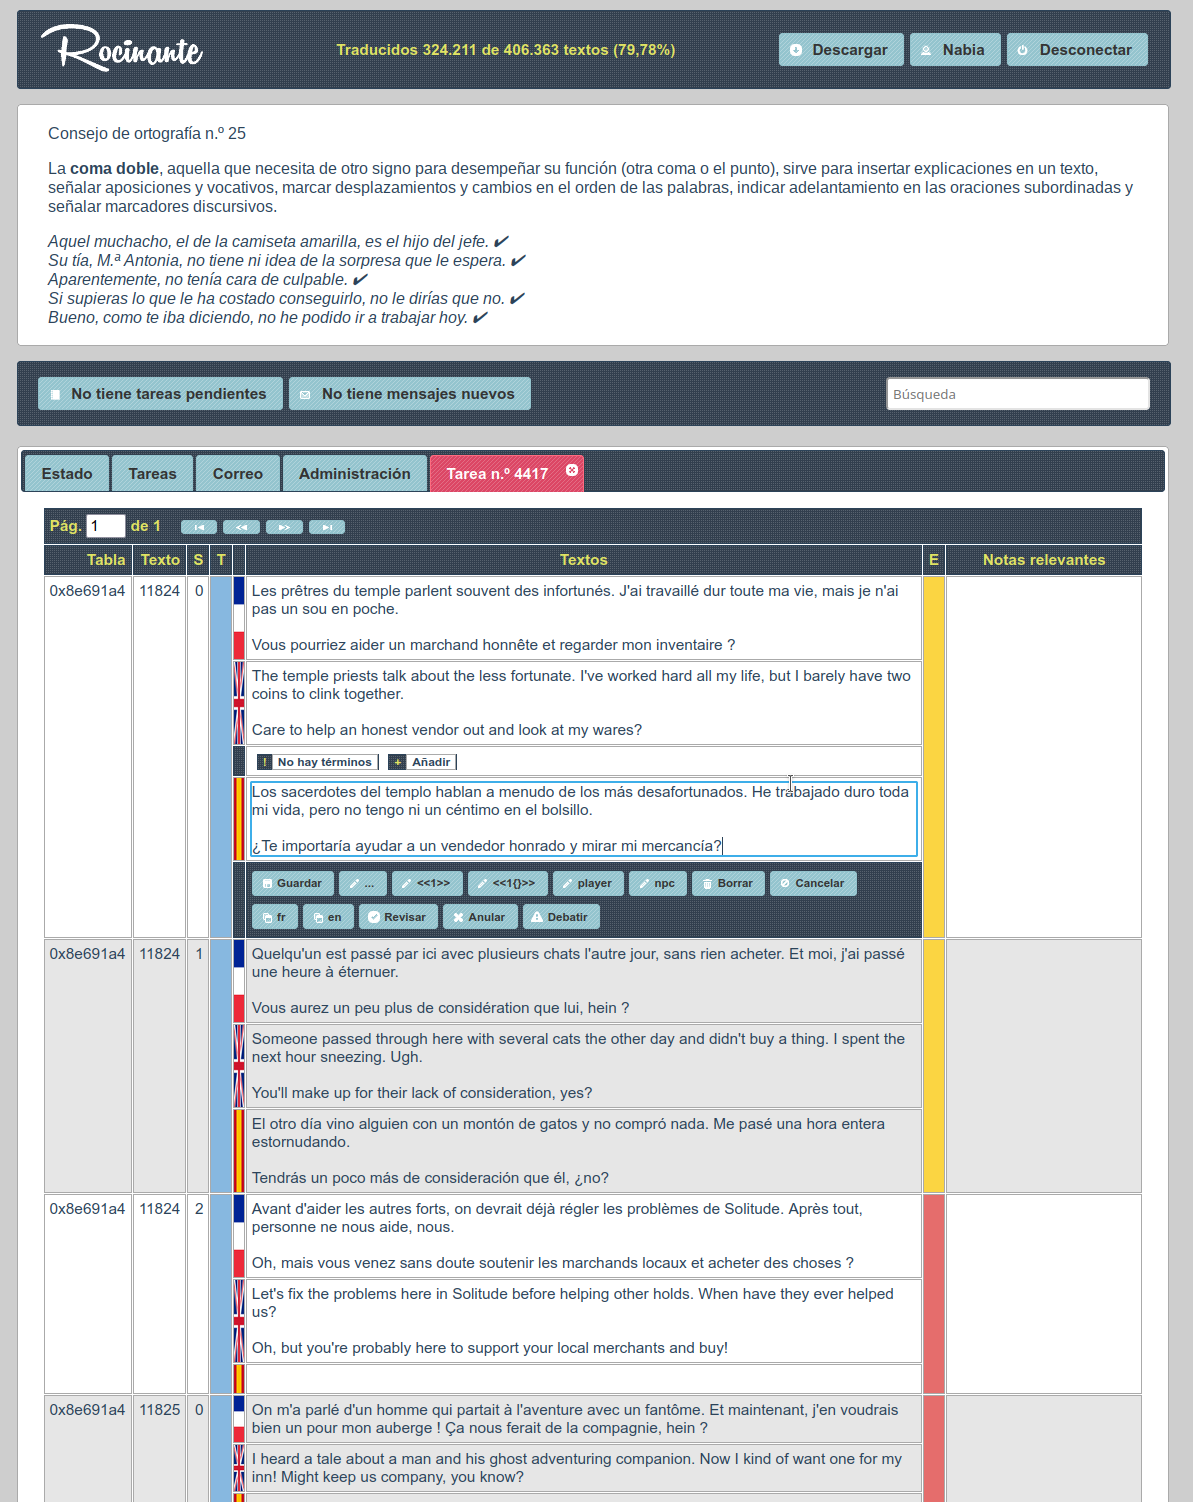 Rocinante
Traducidos 324.211 de 406.363 textos (79,78%)
Descargar
Nabia
Desconectar
Consejo de ortografía n.º 25
La coma doble, aquella que necesita de otro signo para desempeñar su función (otra coma o el punto), sirve para insertar explicaciones en un texto,
señalar aposiciones y vocativos, marcar desplazamientos y cambios en el orden de las palabras, indicar adelantamiento en las oraciones subordinadas y
señalar marcadores discursivos.
Aquel muchacho, el de la camiseta amarilla, es el hijo del jefe. ✔
Su tía, M.ª Antonia, no tiene ni idea de la sorpresa que le espera. ✔
Aparentemente, no tenía cara de culpable. ✔
Si supieras lo que le ha costado conseguirlo, no le dirías que no. ✔
Bueno, como te iba diciendo, no he podido ir a trabajar hoy. ✔
No tiene tareas pendientes
No tiene mensajes nuevos
Búsqueda
Estado
Tareas
Correo
Administración
Tarea n.º 4417
Pág. 1 de 1
Tabla Texto S T Textos E Notas relevantes
0x8e691a4 11824 0
Les prêtres du temple parlent souvent des infortunés. J'ai travaillé dur toute ma vie, mais je n'ai
pas un sou en poche.
Vous pourriez aider un marchand honnête et regarder mon inventaire ?
The temple priests talk about the less fortunate. I've worked hard all my life, but I barely have two
coins to clink together.
Care to help an honest vendor out and look at my wares?
! No hay términos
+ Añadir
Los sacerdotes del templo hablan a menudo de los más desafortunados. He trabajado duro toda
mi vida, pero no tengo ni un céntimo en el bolsillo.
¿Te importaría ayudar a un vendedor honrado y mirar mi mercancía?
Guardar ... <<1>> <<1{}>> player npc Borrar Cancelar
fr en Revisar Anular Debatir
0x8e691a4 11824 1
Quelqu'un est passé par ici avec plusieurs chats l'autre jour, sans rien acheter. Et moi, j'ai passé
une heure à éternuer.
Vous aurez un peu plus de considération que lui, hein ?
Someone passed through here with several cats the other day and didn't buy a thing. I spent the
next hour sneezing. Ugh.
You'll make up for their lack of consideration, yes?
El otro día vino alguien con un montón de gatos y no compró nada. Me pasé una hora entera
estornudando.
Tendrás un poco más de consideración que él, ¿no?
0x8e691a4 11824 2
Avant d'aider les autres forts, on devrait déjà régler les problèmes de Solitude. Après tout,
personne ne nous aide, nous.
Oh, mais vous venez sans doute soutenir les marchands locaux et acheter des choses ?
Let's fix the problems here in Solitude before helping other holds. When have they ever helped
us?
Oh, but you're probably here to support your local merchants and buy!
0x8e691a4 11825 0
On m'a parlé d'un homme qui partait à l'aventure avec un fantôme. Et maintenant, j'en voudrais
bien un pour mon auberge ! Ça nous ferait de la compagnie, hein ?
I heard a tale about a man and his ghost adventuring companion. Now I kind of want one for my
inn! Might keep us company, you know?